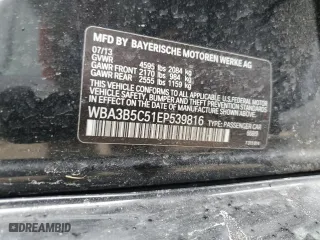 MFD BY BAYERISCHE MOTOREN WERKE AG
07/13
GVWR 4595 lbs 2084 kg
GAWR FRONT 2170 lbs 984 kg
GAWR REAR 2555 lbs 1159 kg
THIS VEHICLE CONFORMS TO ALL APPLICABLE
FEDERAL MOTOR VEHICLE SAFETY, BUMPER,
AND THEFT PREVENTION STANDARDS IN EFFECT
ON THE DATE OF MANUFACTURE SHOWN ABOVE.
WBA3B5C51EP539816 TYPE: PASSENGER CAR
DREAMBID